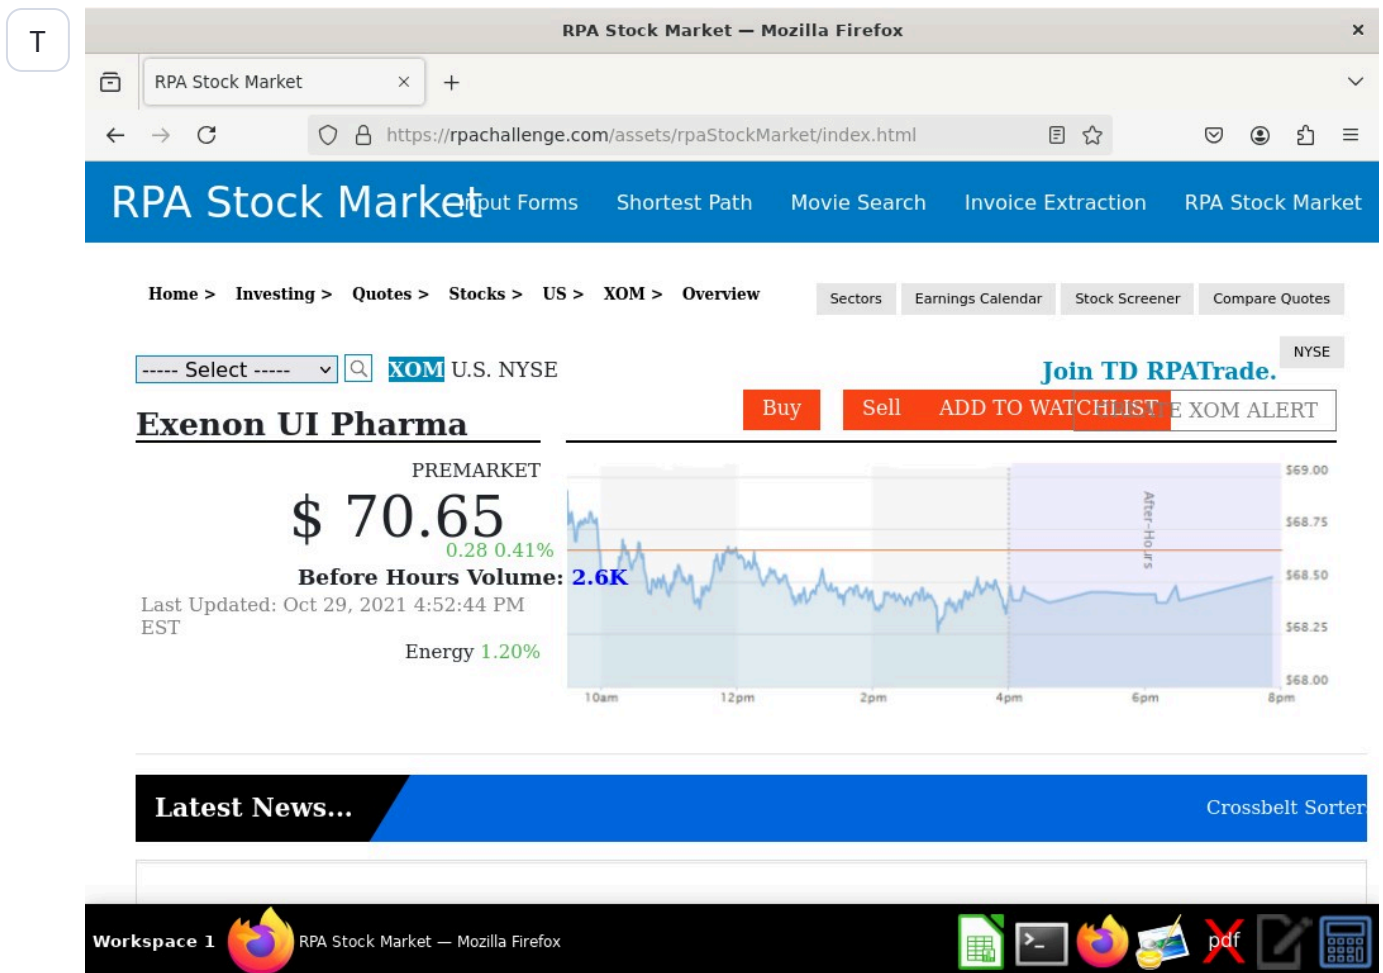 T
RPA Stock Market — Mozilla Firefox
RPA Stock Market
https://rpachallenge.com/assets/rpaStockMarket/index.html
RPA Stock Market Input Forms Shortest Path Movie Search Invoice Extraction RPA Stock Market
Home > Investing > Quotes > Stocks > US > XOM > Overview
Sectors Earnings Calendar Stock Screener Compare Quotes
NYSE
----- Select ----- XOM U.S. NYSE
Join TD RPATrade.
Buy Sell ADD TO WATCHLIST
XOM ALERT
Exenon UI Pharma
PREMARKET
$ 70.65
0.28 0.41%
Before Hours Volume: 2.6K
Last Updated: Oct 29, 2021 4:52:44 PM
EST
Energy 1.20%
$69.00
$68.75
$68.50
$68.25
$68.00
After-Hours
10am 12pm 2pm 4pm 6pm 8pm
Latest News...
Crossbelt Sorter
Workspace 1 RPA Stock Market — Mozilla Firefox
pdf